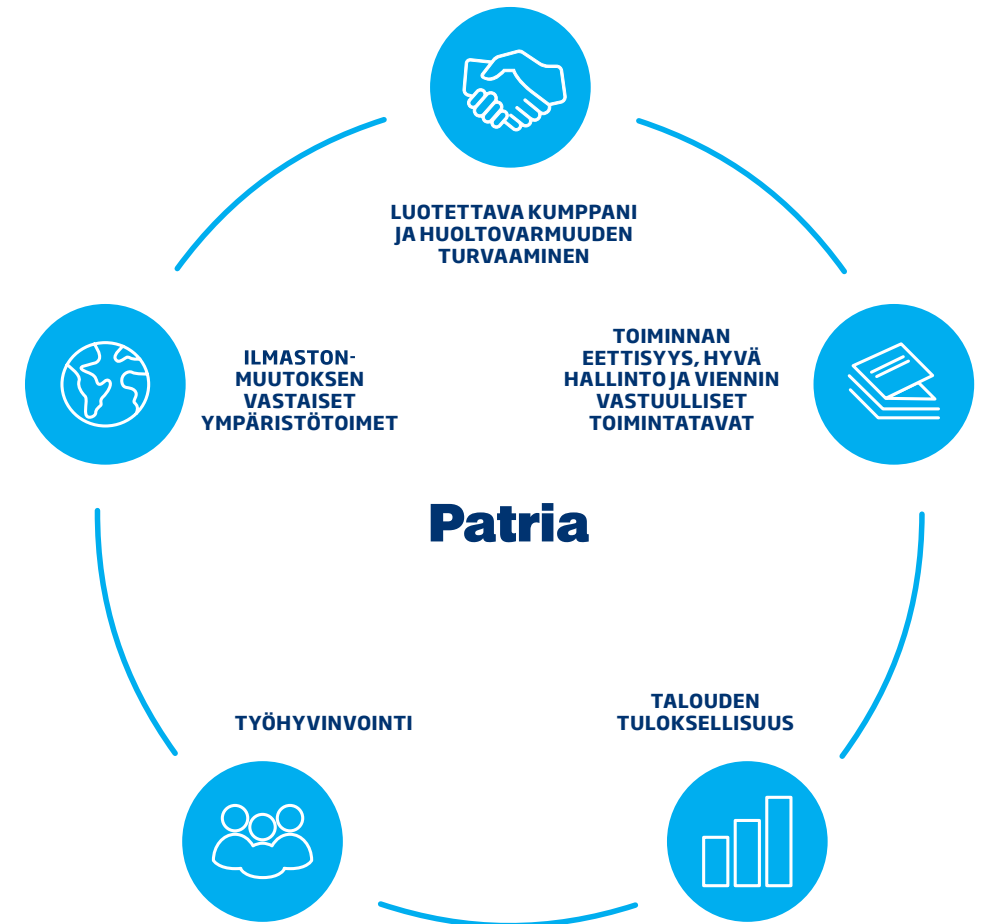 LUOTETTAVA KUMPPANI
JA HUOLTOVARMUUDEN
TURVAAMINEN
ILMASTON-
MUUTOKSEN
VASTAISET
YMPÄRISTÖTOIMET
TOIMINNAN
EETTISYYS, HYVÄ
HALLINTO JA VIENNIN
VASTUULLISET
TOIMINTATAVAT
Patria
TYÖHYVINVOINTI
TALOUDEN
TULOKSELLISUUS